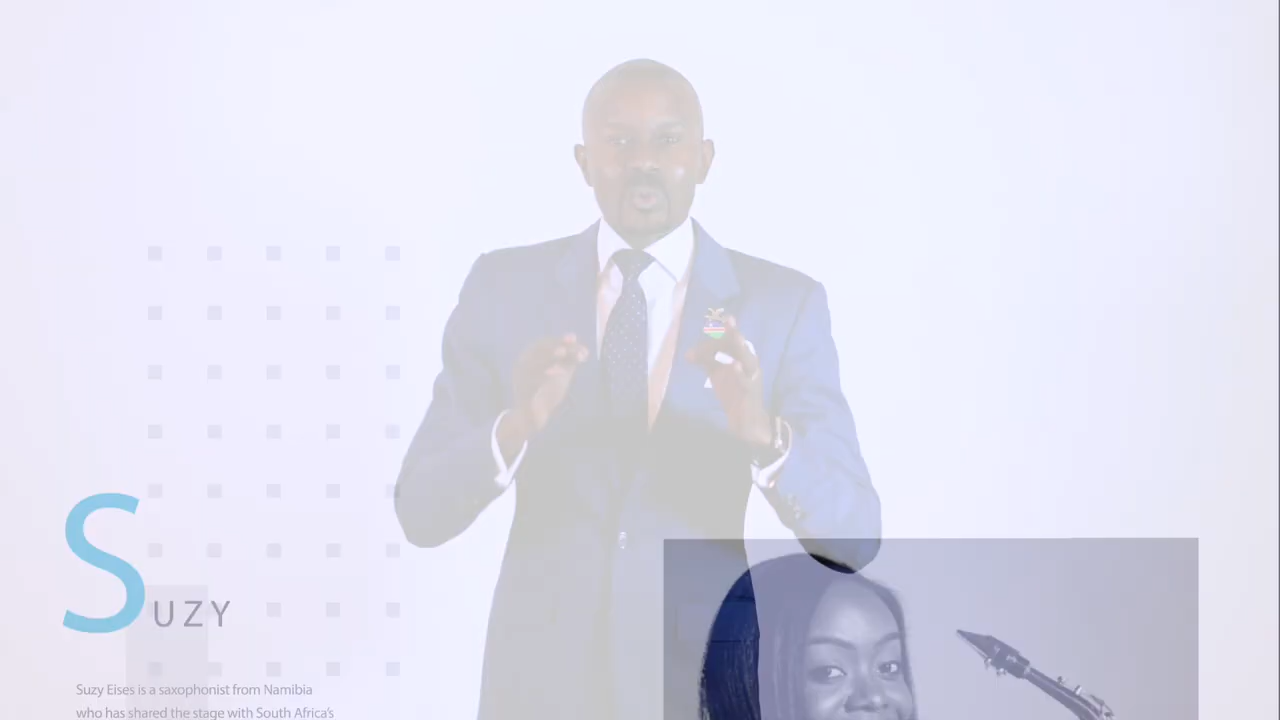 SUZY
Suzy Eises is a saxophonist from Namibia
who has shared the stage with South Africa's